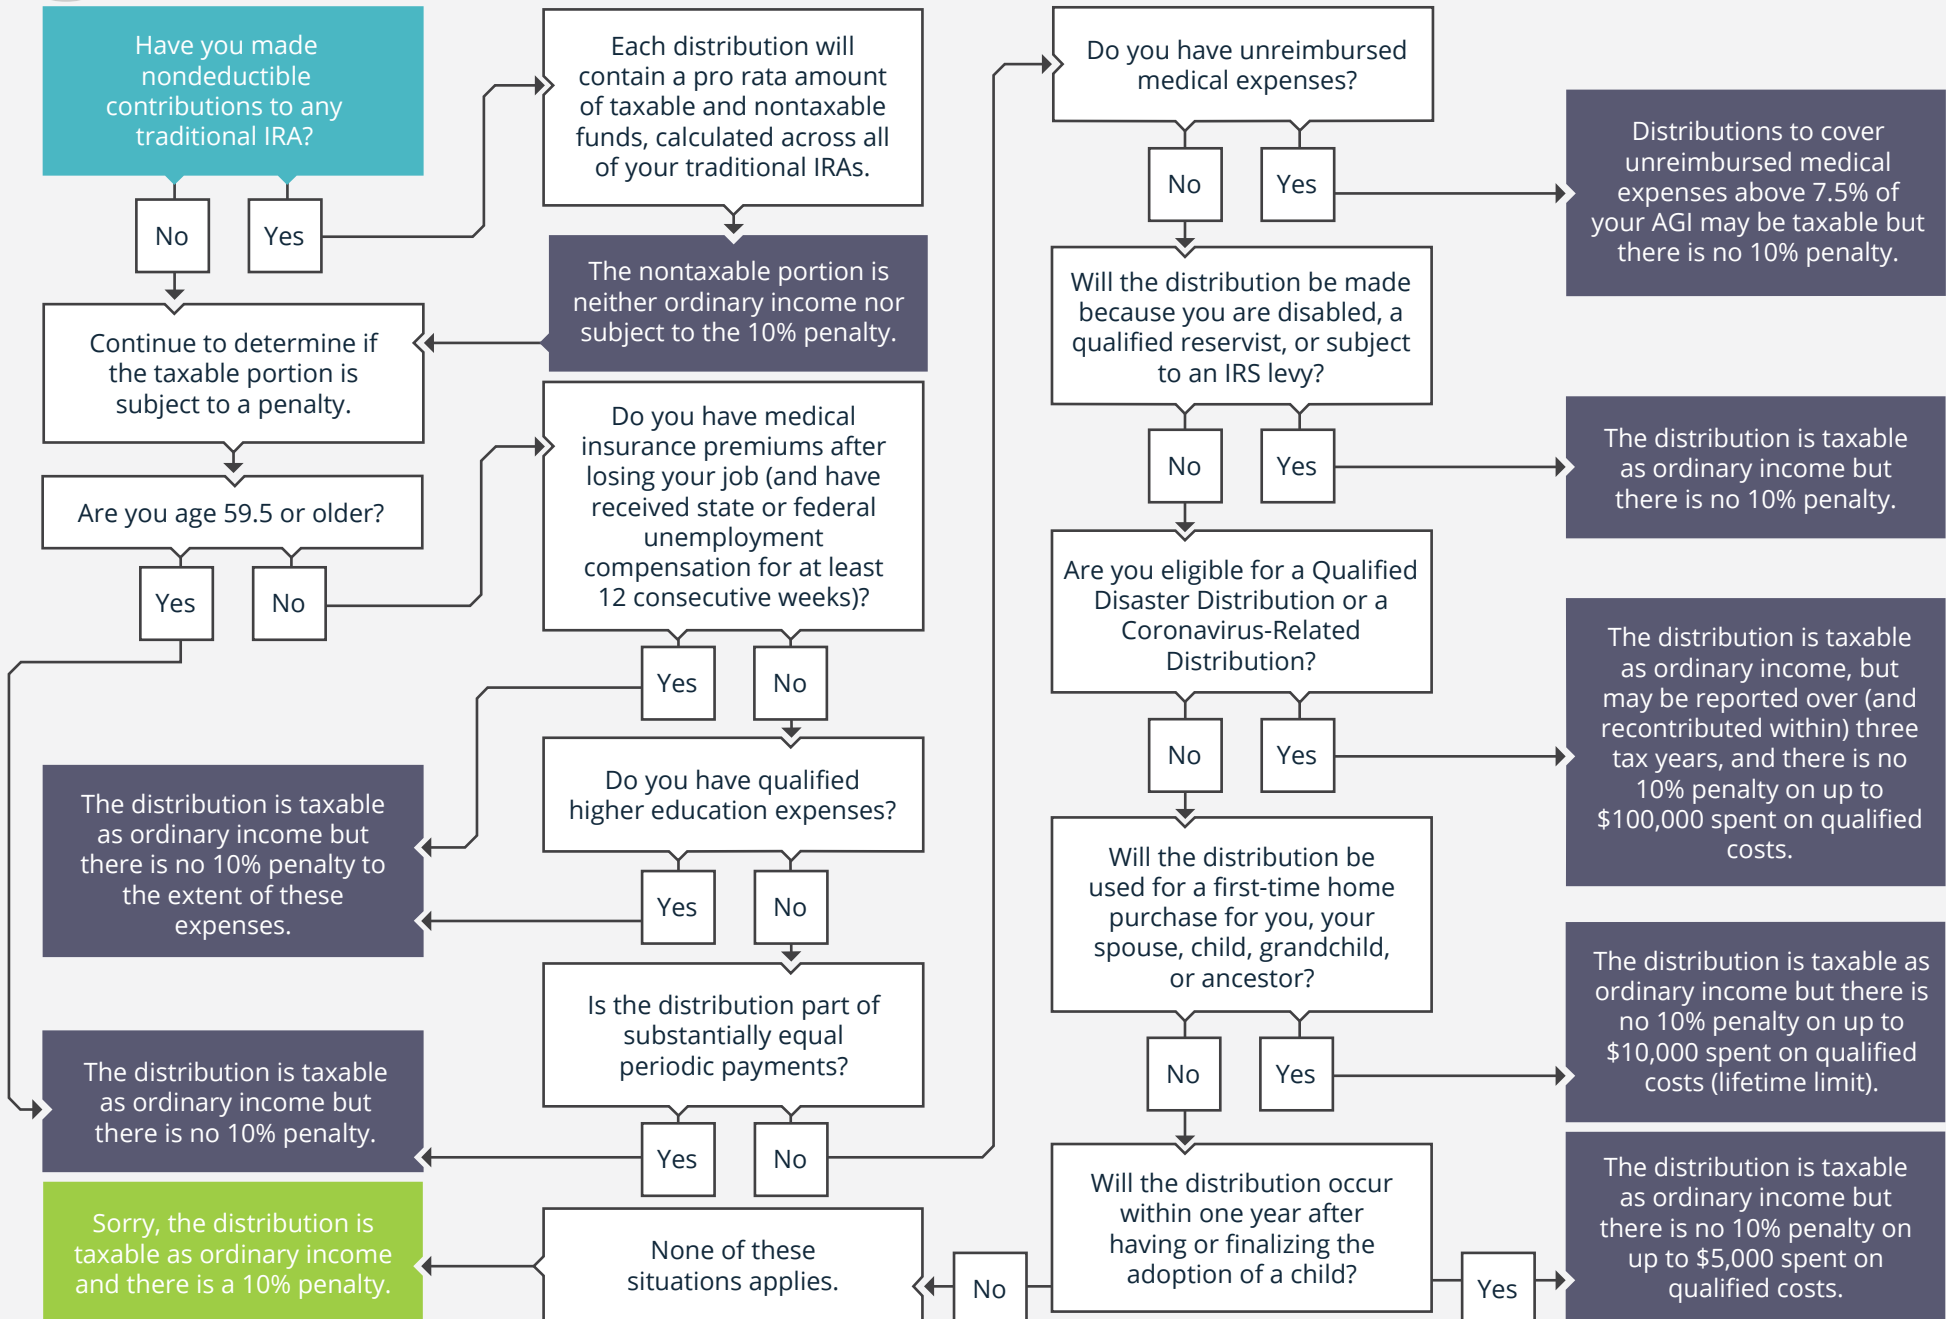 Have you made
nondeductible
contributions to any
traditional IRA?
No
Yes
Each distribution will
contain a pro rata amount
of taxable and nontaxable
funds, calculated across all
of your traditional IRAs.
The nontaxable portion is
neither ordinary income nor
subject to the 10% penalty.
Continue to determine if
the taxable portion is
subject to a penalty.
Are you age 59.5 or older?
Yes
No
Do you have medical
insurance premiums after
losing your job (and have
received state or federal
unemployment
compensation for at least
12 consecutive weeks)?
Yes
No
Do you have qualified
higher education expenses?
Yes
No
The distribution is taxable
as ordinary income but
there is no 10% penalty to
the extent of these
expenses.
Is the distribution part of
substantially equal
periodic payments?
Yes
No
The distribution is taxable
as ordinary income but
there is no 10% penalty.
Sorry, the distribution is
taxable as ordinary income
and there is a 10% penalty.
None of these
situations applies.
Do you have unreimbursed
medical expenses?
No
Yes
Distributions to cover
unreimbursed medical
expenses above 7.5% of
your AGI may be taxable but
there is no 10% penalty.
Will the distribution be made
because you are disabled, a
qualified reservist, or subject
to an IRS levy?
No
Yes
The distribution is taxable
as ordinary income but
there is no 10% penalty.
Are you eligible for a Qualified
Disaster Distribution or a
Coronavirus-Related
Distribution?
No
Yes
The distribution is taxable
as ordinary income, but
may be reported over (and
recontributed within) three
tax years, and there is no
10% penalty on up to
$100,000 spent on qualified
costs.
Will the distribution be
used for a first-time home
purchase for you, your
spouse, child, grandchild,
or ancestor?
No
Yes
The distribution is taxable as
ordinary income but there is
no 10% penalty on up to
$10,000 spent on qualified
costs (lifetime limit).
Will the distribution occur
within one year after
having or finalizing the
adoption of a child?
No
Yes
The distribution is taxable
as ordinary income but
there is no 10% penalty on
up to $5,000 spent on
qualified costs.